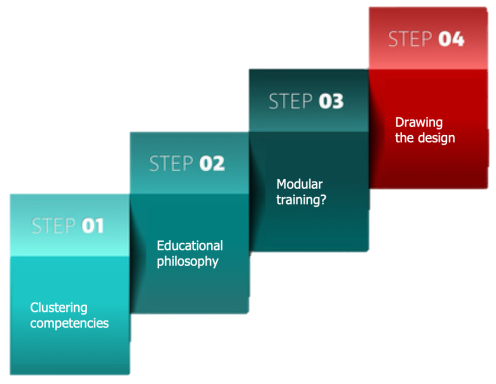 STEP 01
Clustering
competencies
STEP 02
Educational
philosophy
STEP 03
Modular
training?
STEP 04
Drawing
the design